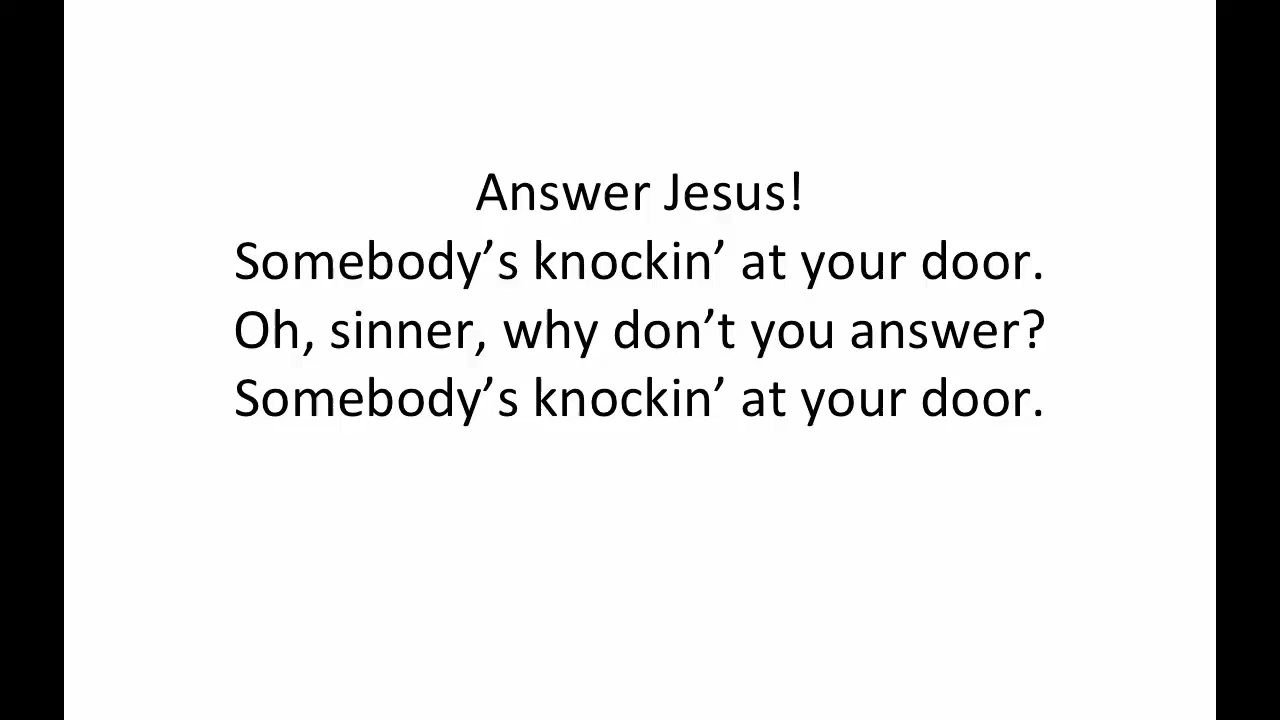 Answer Jesus!
Somebody’s knockin’ at your door.
Oh, sinner, why don’t you answer?
Somebody’s knockin’ at your door.